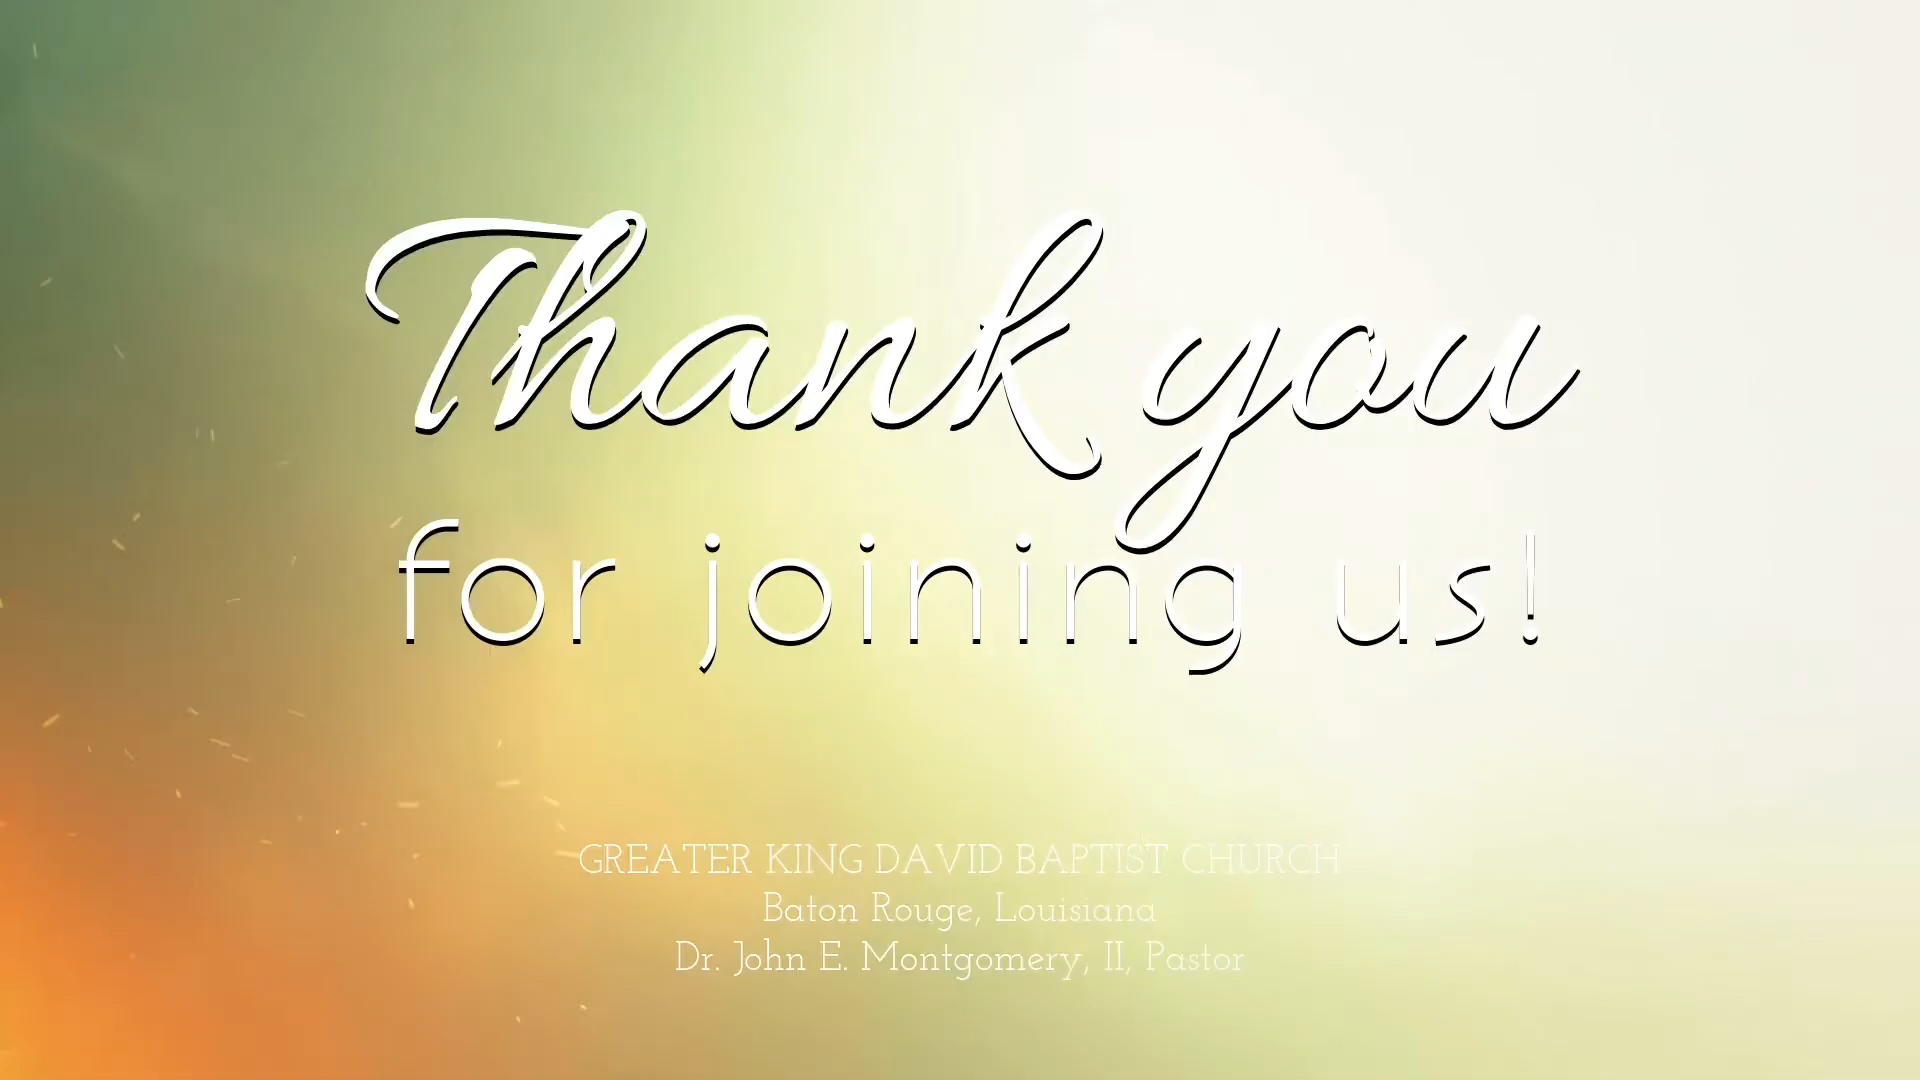 Thank you
for joining us!
GREATER KING DAVID BAPTIST CHURCH
Baton Rouge, Louisiana
Dr. John E. Montgomery, II, Pastor